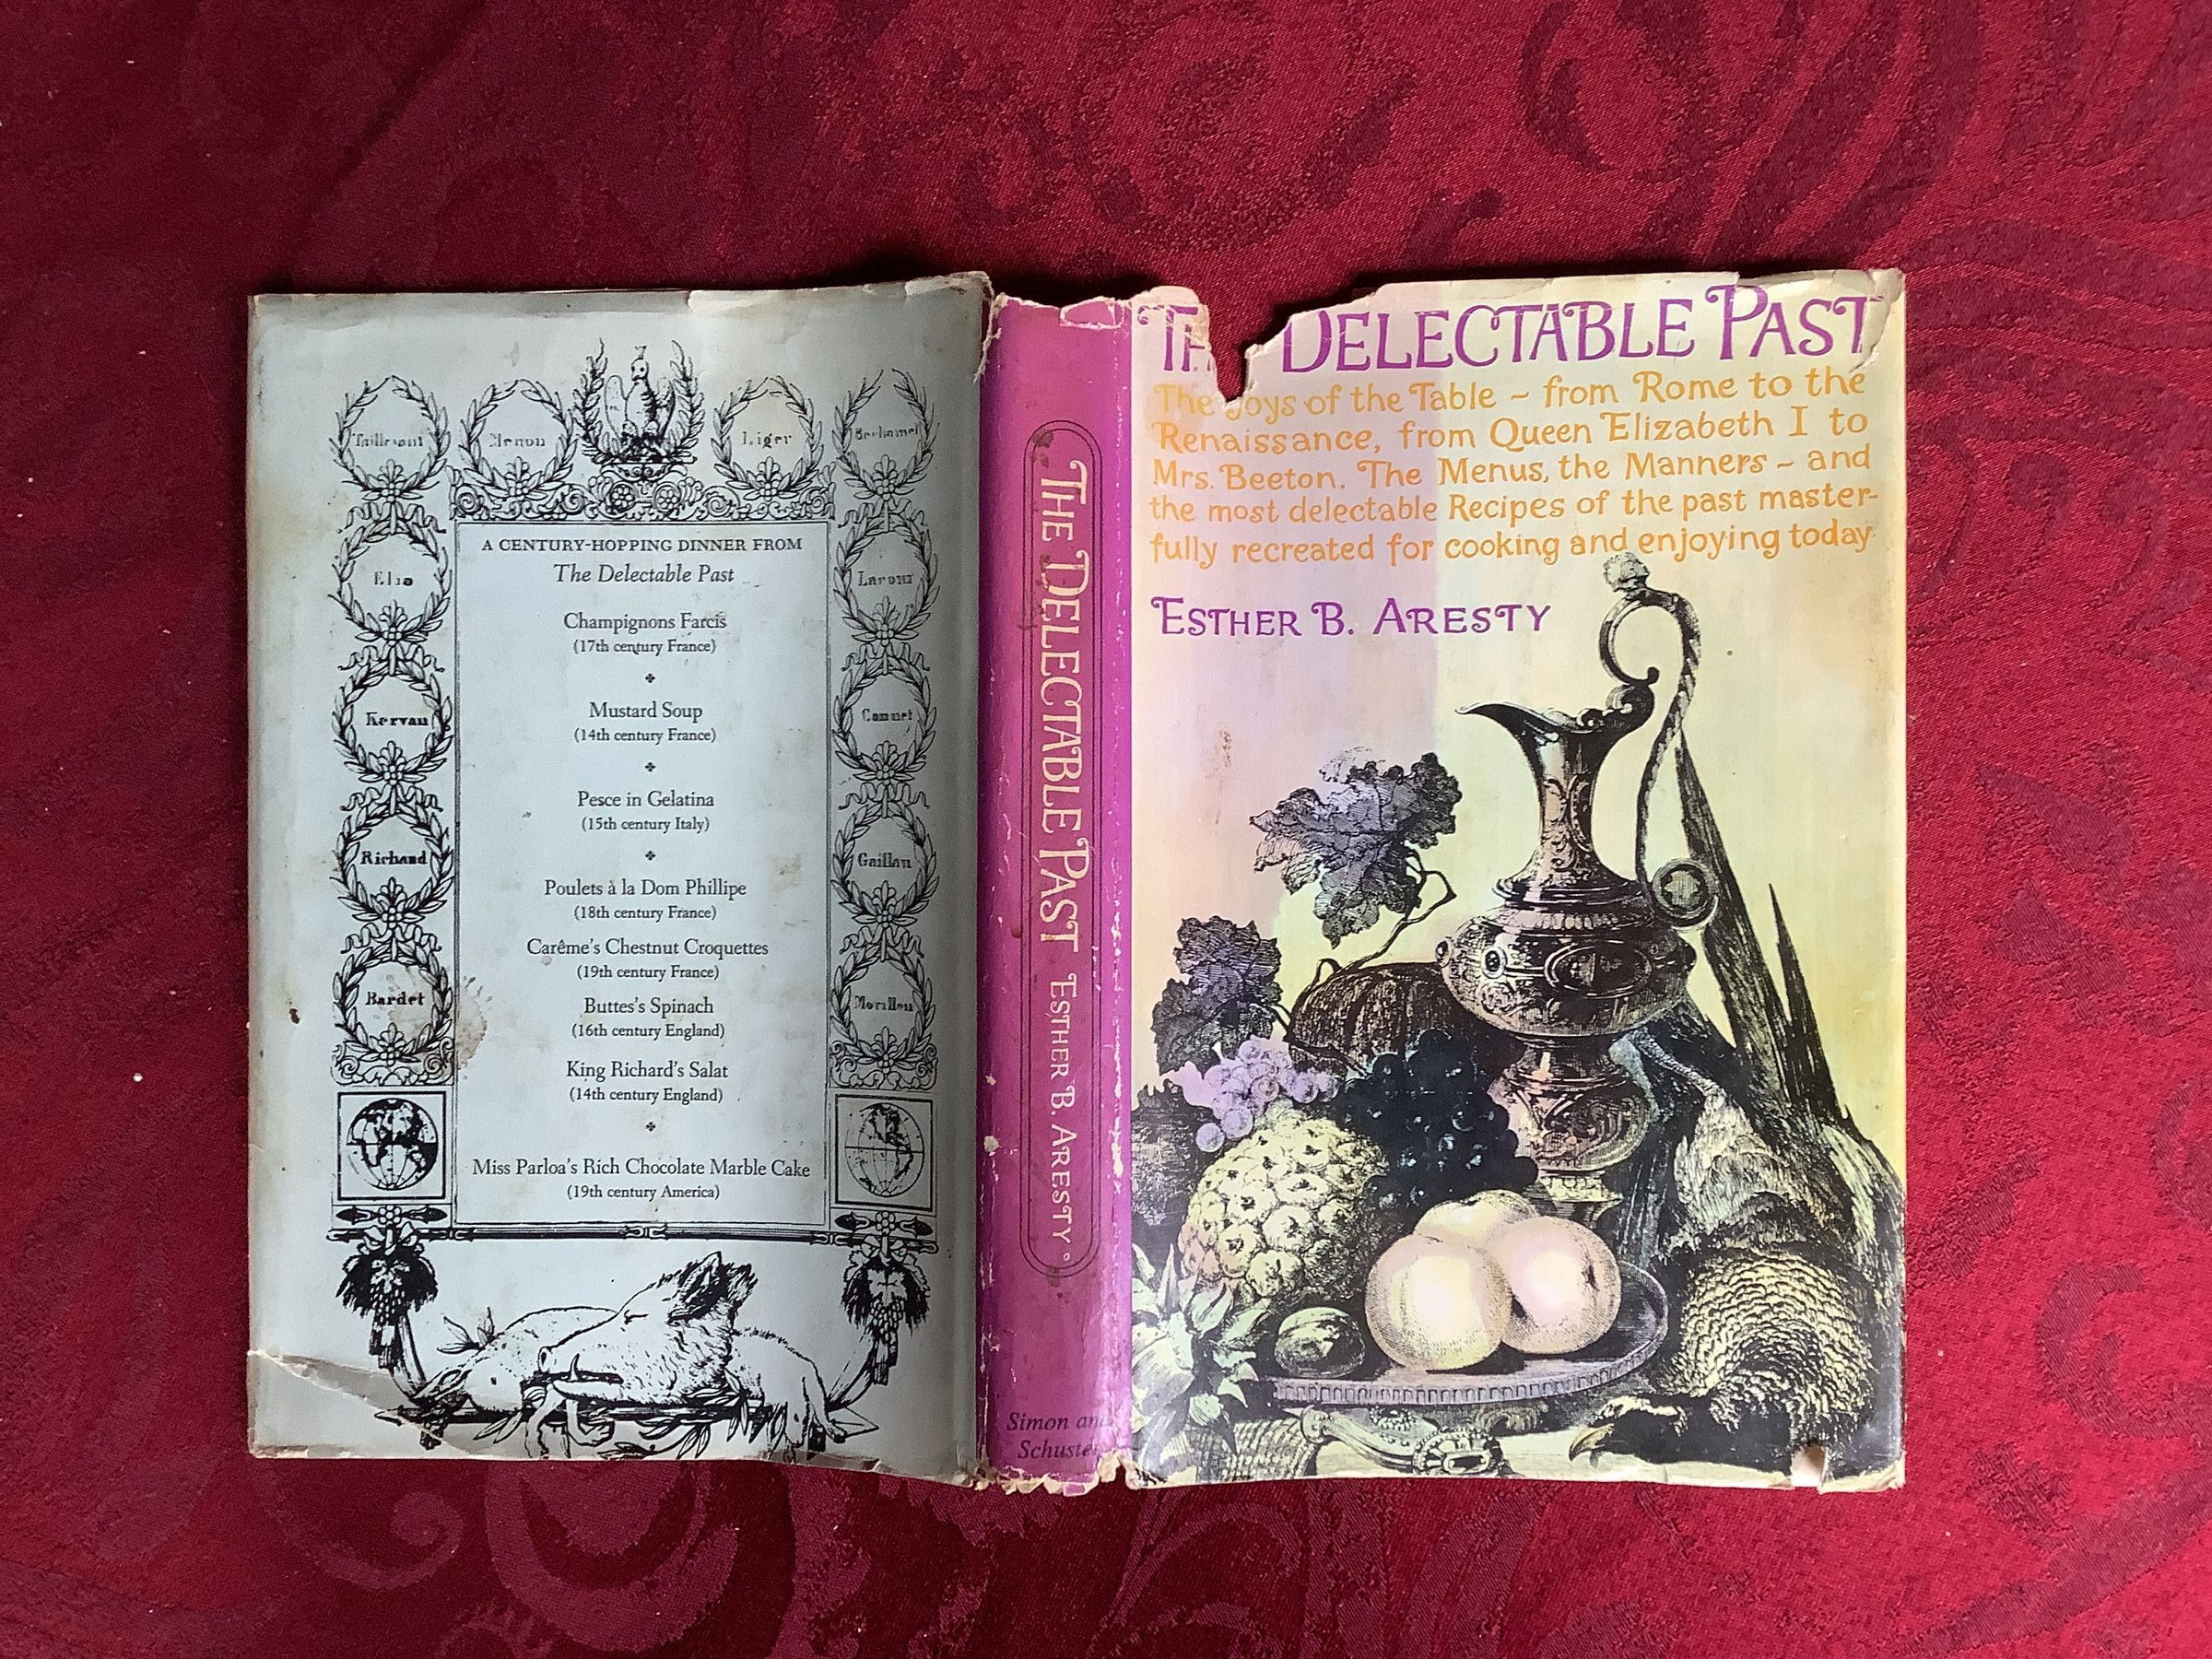 Menon
Liger
Kervan
Richaud
Bardet
A CENTURY-HOPPING DINNER FROM
The Delectable Past
Champignons Farcis
(17th century France)
Mustard Soup
(14th century France)
Pesce in Gelatina
(15th century Italy)
Poulets à la Dom Phillipe
(18th century France)
Carême's Chestnut Croquettes
(19th century France)
Buttes's Spinach
(16th century England)
King Richard's Salat
(14th century England)
Miss Parloa's Rich Chocolate Marble Cake
(19th century America)
THE DELECTABLE PAST ESTHER B. ARESTY
Simon and
Schuster
DELECTABLE PAST
The Joys of the Table ~ from Rome to the
Renaissance, from Queen Elizabeth I to
Mrs. Beeton. The Menus, the Manners ~ and
the most delectable Recipes of the past master-
fully recreated for cooking and enjoying today
ESTHER B. ARESTY